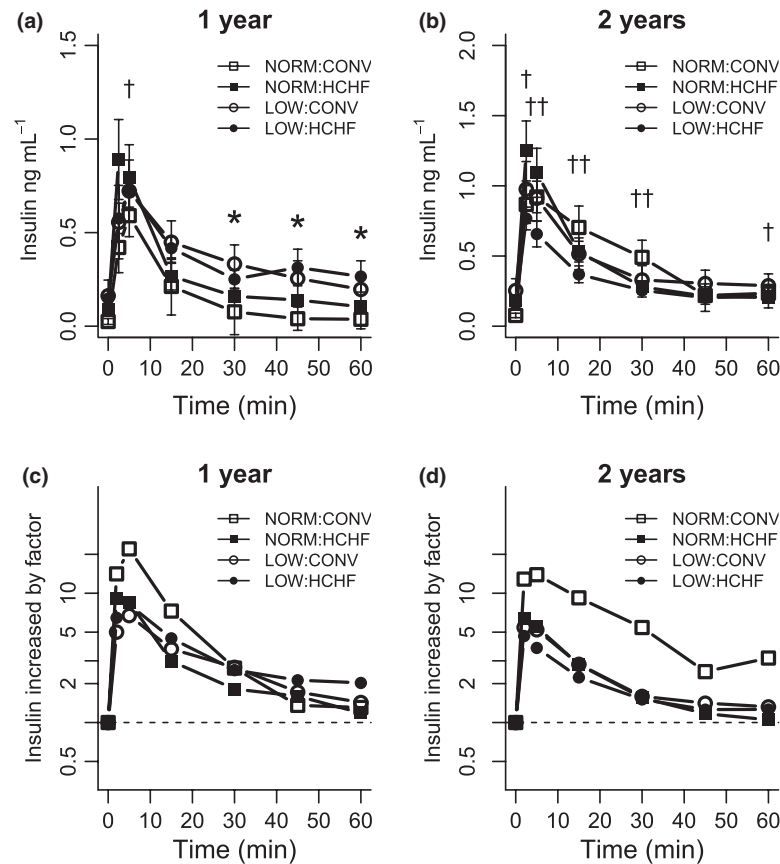 (a) 1 year
Insulin ng mL⁻¹
1.5
1.0
0.5
0.0
NORM:CONV
NORM:HCHF
LOW:CONV
LOW:HCHF
†
*
*
*
0 10 20 30 40 50 60
Time (min)
(b) 2 years
Insulin ng mL⁻¹
2.0
1.5
1.0
0.5
0.0
NORM:CONV
NORM:HCHF
LOW:CONV
LOW:HCHF
†
††
††
††
†
0 10 20 30 40 50 60
Time (min)
(c) 1 year
Insulin increased by factor
10
5
2
0.5
NORM:CONV
NORM:HCHF
LOW:CONV
LOW:HCHF
0 10 20 30 40 50 60
Time (min)
(d) 2 years
Insulin increased by factor
10
5
2
0.5
NORM:CONV
NORM:HCHF
LOW:CONV
LOW:HCHF
0 10 20 30 40 50 60
Time (min)